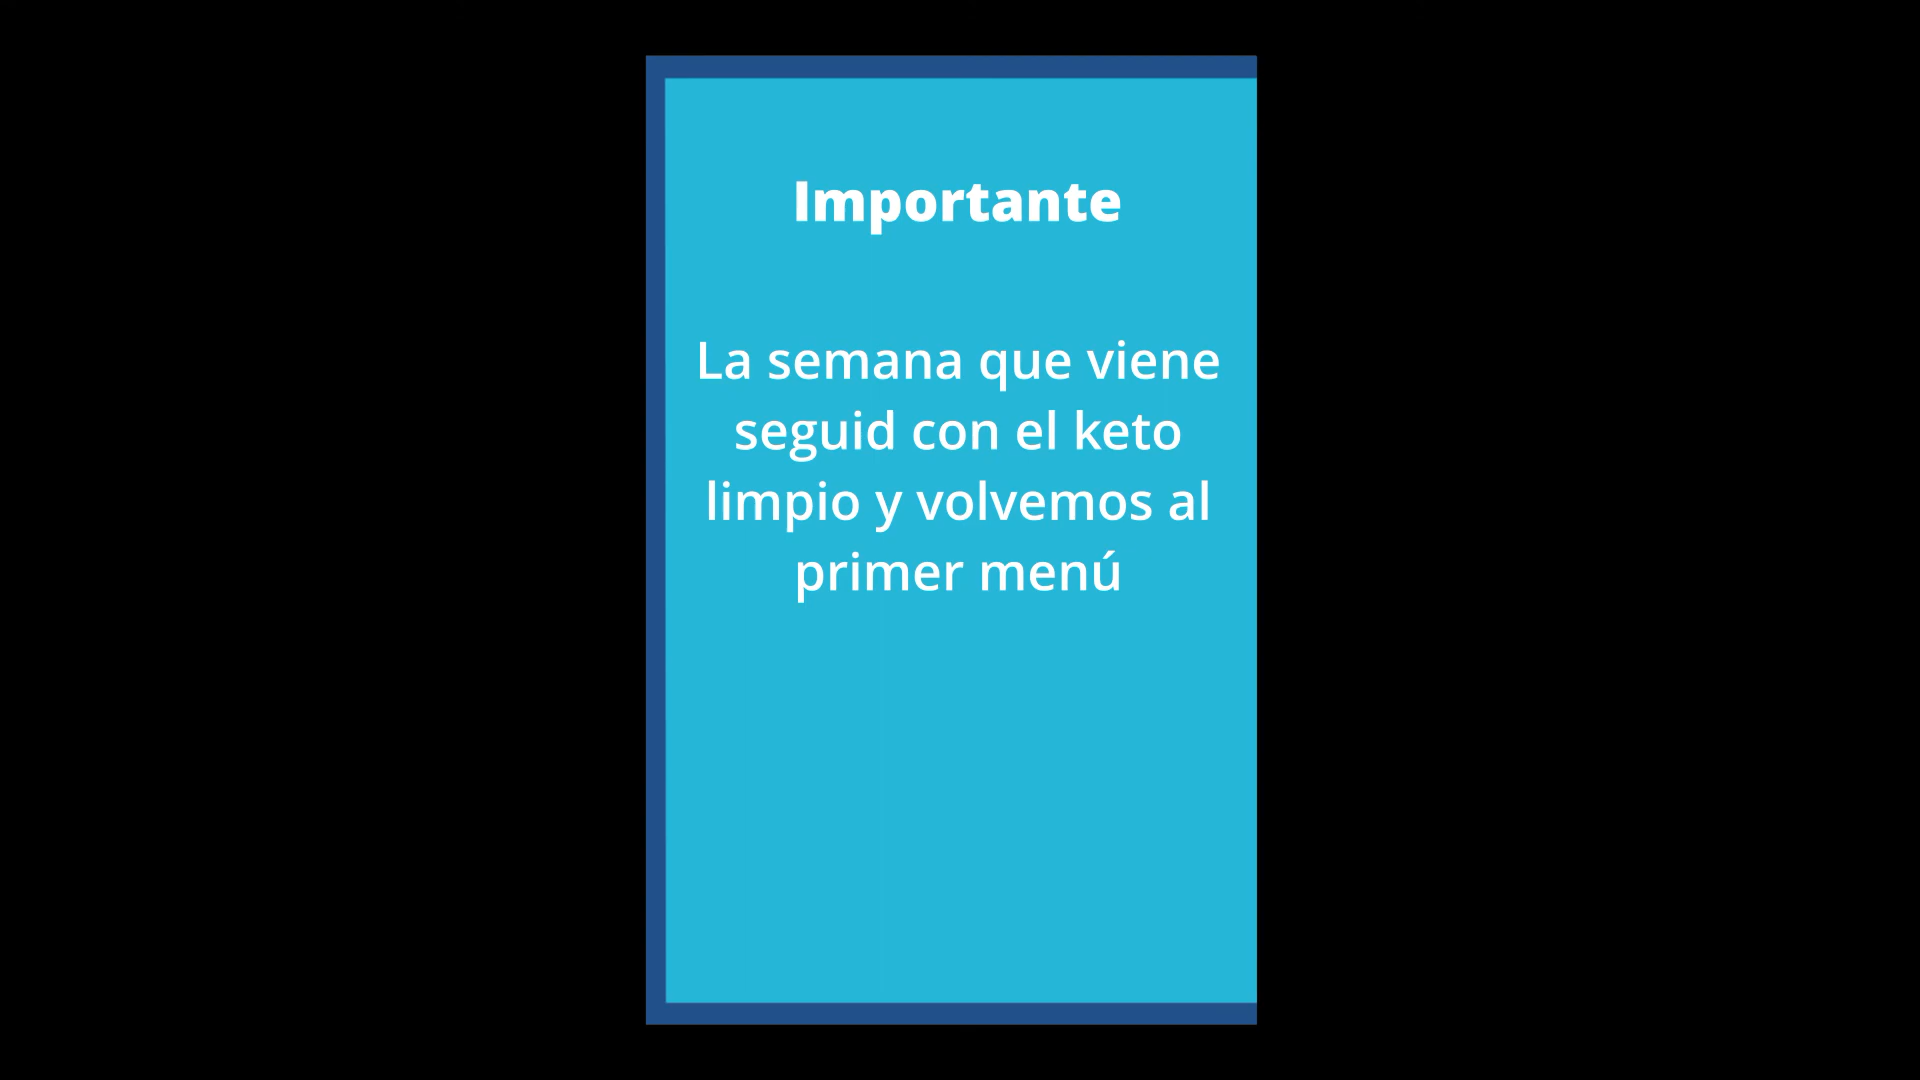 Importante
La semana que viene
seguid con el keto
limpio y volvemos al
primer menú